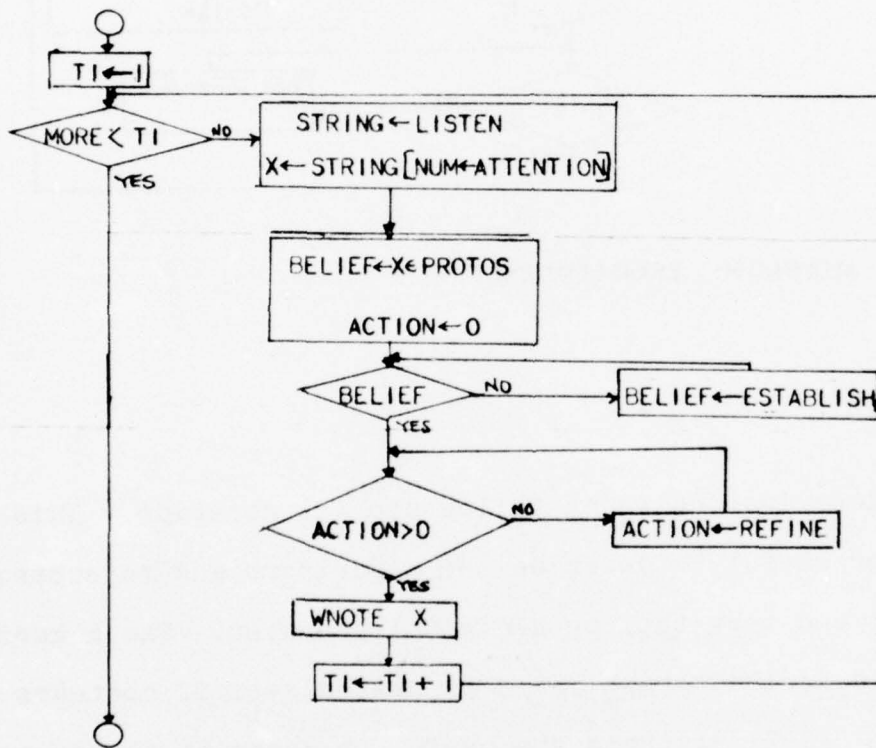 TI←1
MORE< TI
NO
YES
STRING←LISTEN
X←STRING[NUM←ATTENTION]
BELIEF←X∈PROTOS
ACTION←0
BELIEF
NO
BELIEF←ESTABLISH
YES
ACTION>0
NO
ACTION←REFINE
YES
WNOTE X
TI←TI+1